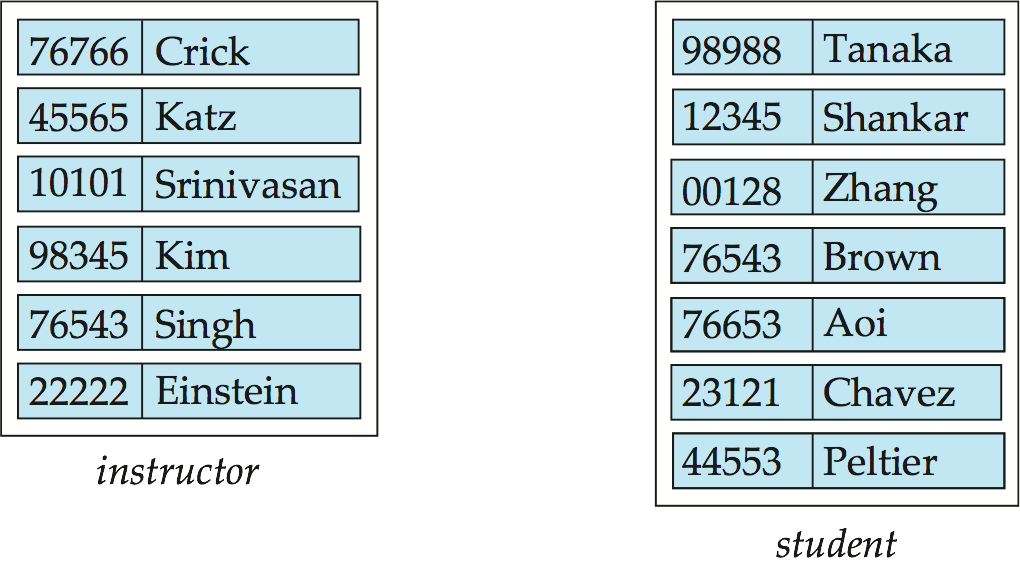 76766 Crick
45565 Katz
10101 Srinivasan
98345 Kim
76543 Singh
22222 Einstein
instructor
98988 Tanaka
12345 Shankar
00128 Zhang
76543 Brown
76653 Aoi
23121 Chavez
44553 Peltier
student